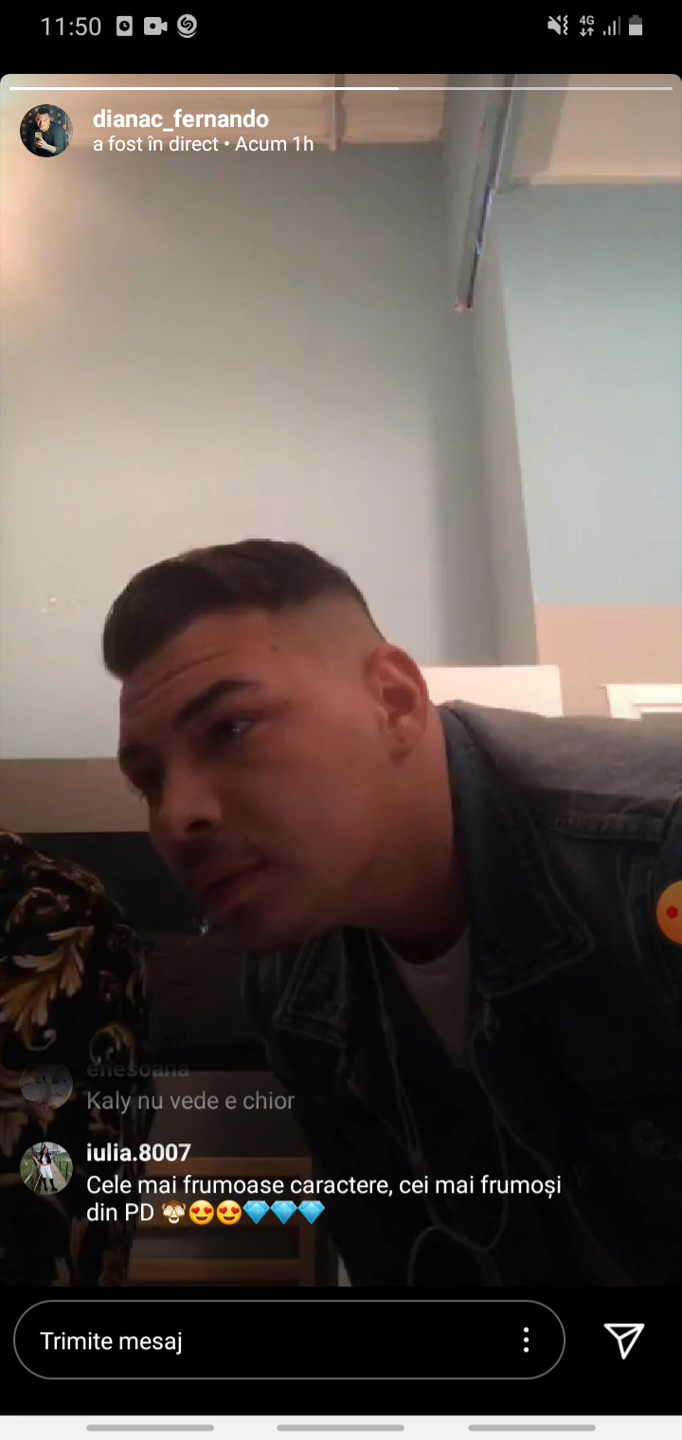 11:50
4G
dianac_fernando
a fost în direct • Acum 1h
enesoana
Kaly nu vede e chior
iulia.8007
Cele mai frumoase caractere, cei mai frumoși
din PD 🙈😍😍💎💎💎
Trimite mesaj